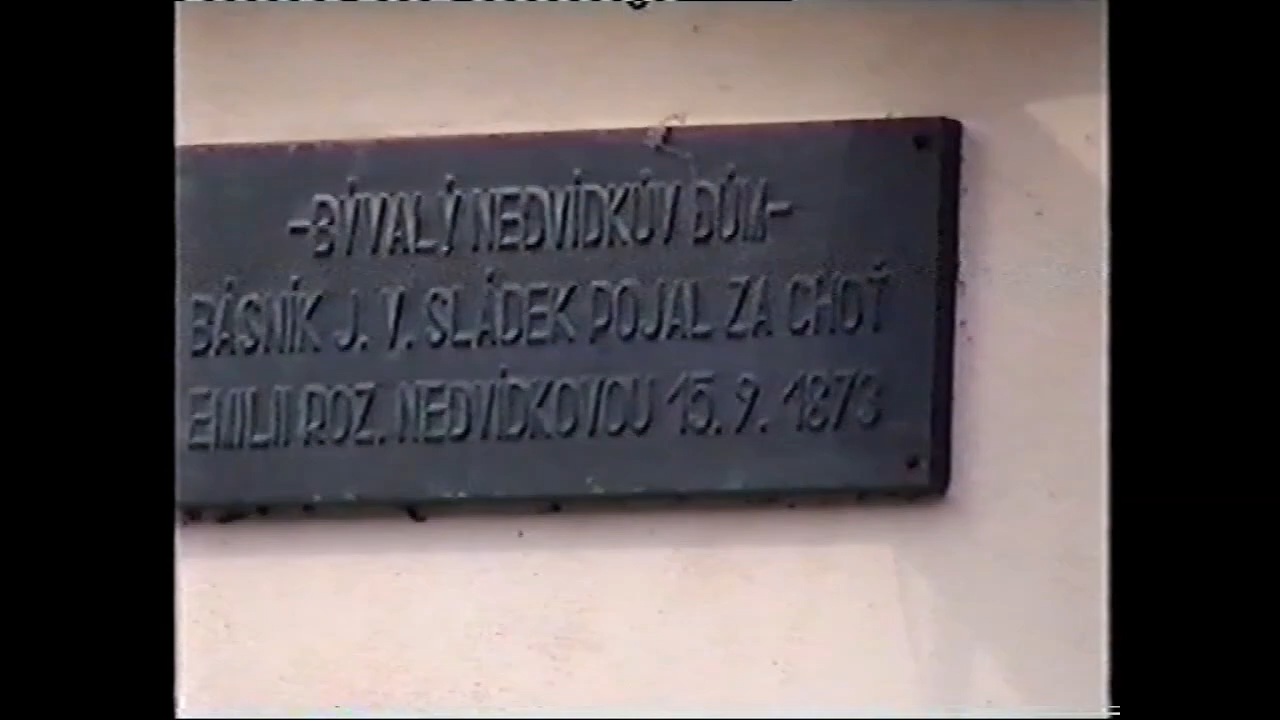 -BÝVALÝ NEDVÍDKŮV DŮM-
BÁSNÍK J. V. SLÁDEK POJAL ZA CHOŤ
EMILII ROZ. NEDVÍDKOVOU 15. 9. 1873